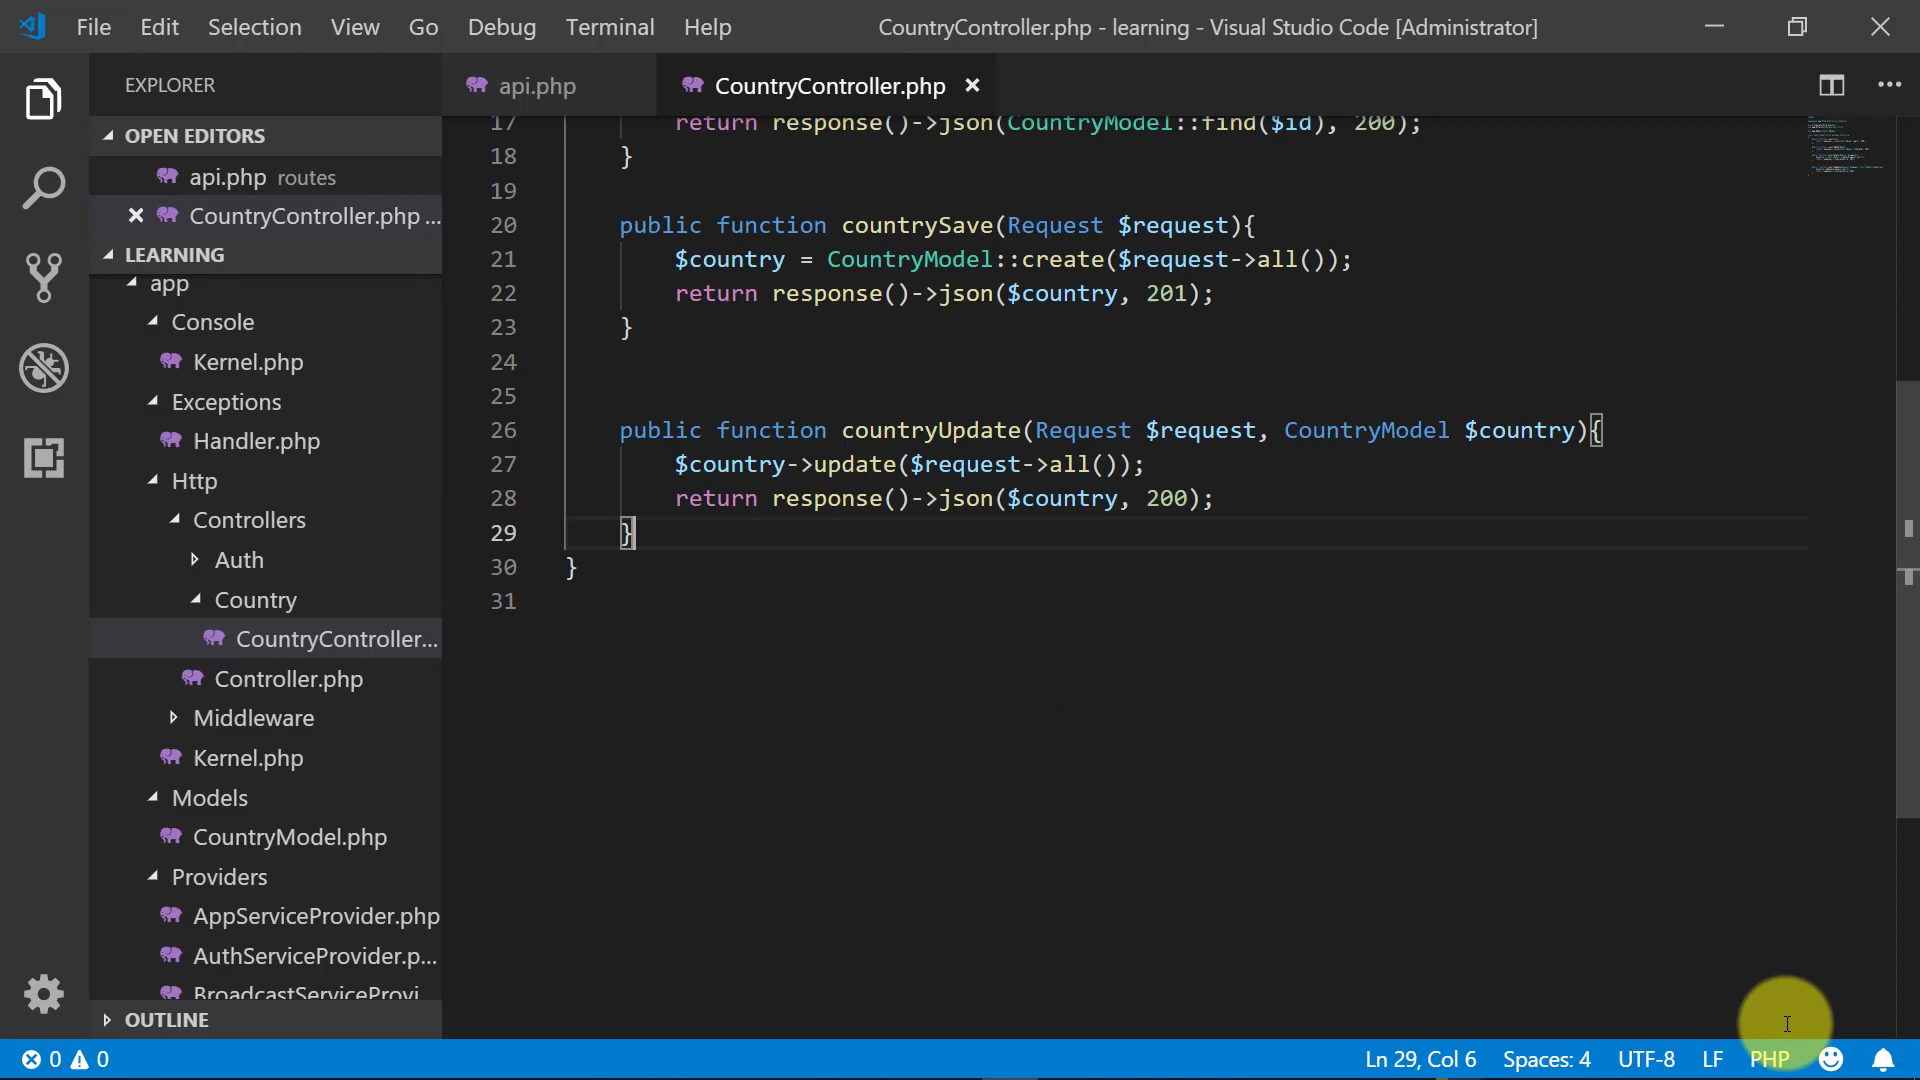 File Edit Selection View Go Debug Terminal Help CountryController.php - learning - Visual Studio Code [Administrator]
EXPLORER
api.php
CountryController.php
OPEN EDITORS
api.php routes
CountryController.php ...
LEARNING
app
Console
Kernel.php
Exceptions
Handler.php
Http
Controllers
Auth
Country
CountryController...
Controller.php
Middleware
Kernel.php
Models
CountryModel.php
Providers
AppServiceProvider.php
AuthServiceProvider.p...
BroadcastServiceProvi
OUTLINE
17 return response()->json(CountryModel::find($id), 200);
18 }
19
20 public function countrySave(Request $request){
21 $country = CountryModel::create($request->all());
22 return response()->json($country, 201);
23 }
24
25
26 public function countryUpdate(Request $request, CountryModel $country){
27 $country->update($request->all());
28 return response()->json($country, 200);
29 }
30 }
31
0 0 Ln 29, Col 6 Spaces: 4 UTF-8 LF PHP